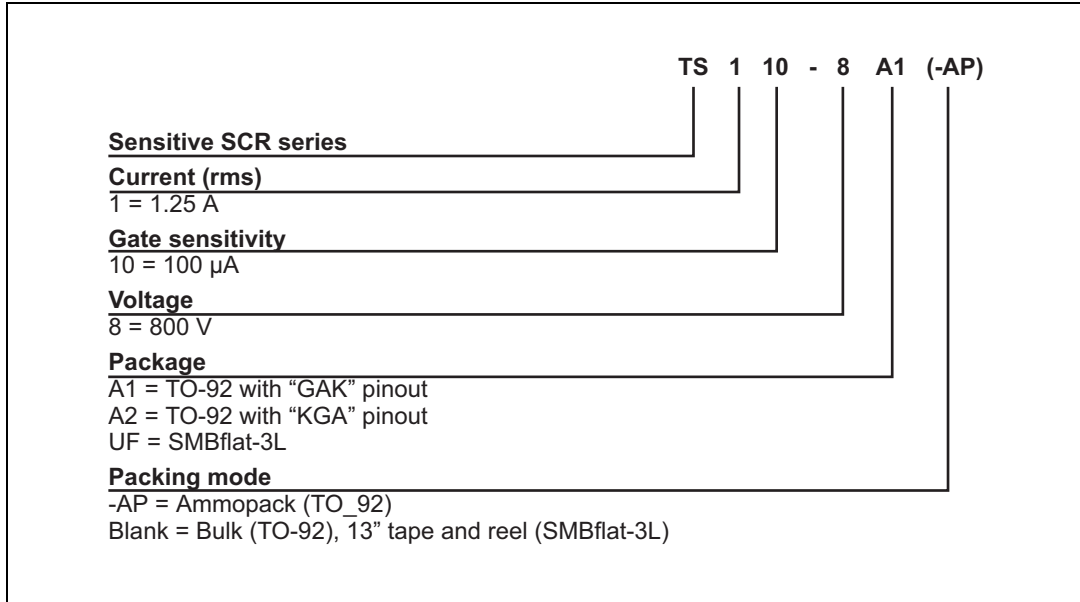 TS 1 10 - 8 A1 (-AP)
Sensitive SCR series
Current (rms)
1 = 1.25 A
Gate sensitivity
10 = 100 µA
Voltage
8 = 800 V
Package
A1 = TO-92 with “GAK” pinout
A2 = TO-92 with “KGA” pinout
UF = SMBflat-3L
Packing mode
-AP = Ammopack (TO_92)
Blank = Bulk (TO-92), 13” tape and reel (SMBflat-3L)